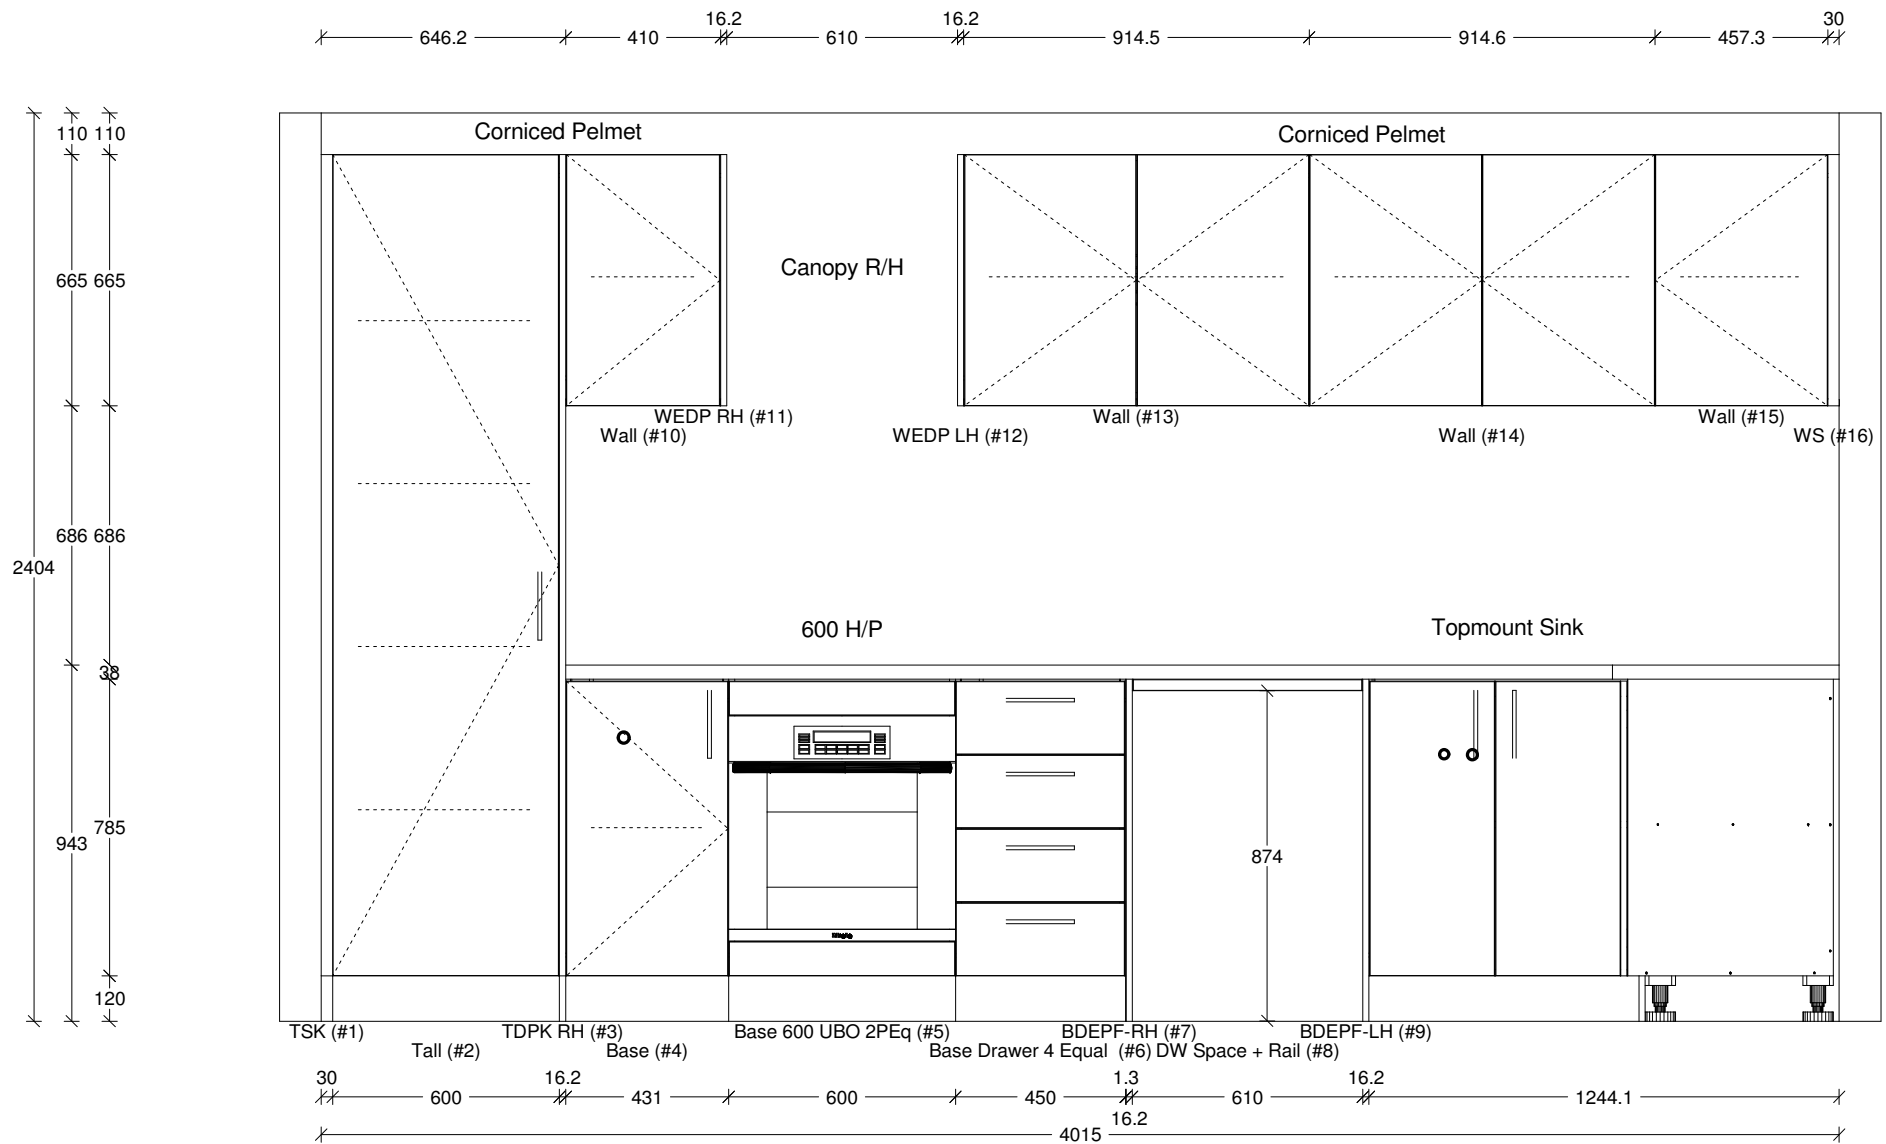 16.2 16.2 30
646.2 410 610 914.5 914.6 457.3
110 110
Corniced Pelmet Corniced Pelmet
Canopy R/H
665 665
WEDP RH (#11) Wall (#13) Wall (#15)
Wall (#10) WEDP LH (#12) Wall (#14) WS (#16)
686 686
2404
600 H/P Topmount Sink
38
785
943
874
120
TSK (#1) TDPK RH (#3) Base 600 UBO 2PEq (#5) BDEPF-RH (#7) BDEPF-LH (#9)
Tall (#2) Base (#4) Base Drawer 4 Equal (#6) DW Space + Rail (#8)
30 16.2 1.3 16.2
600 431 600 450 610 1244.1
16.2
4015